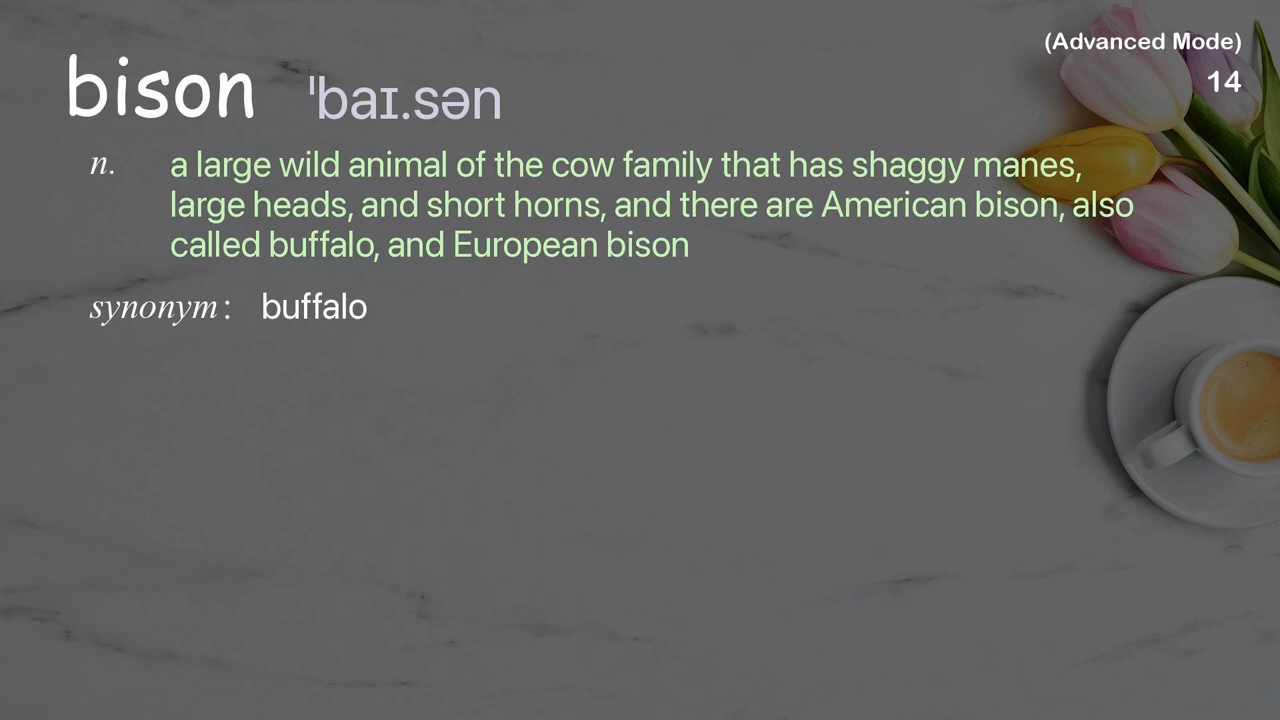 (Advanced Mode)
14
bison ˈbaɪ.sən
n. a large wild animal of the cow family that has shaggy manes,
large heads, and short horns, and there are American bison, also
called buffalo, and European bison
synonym: buffalo